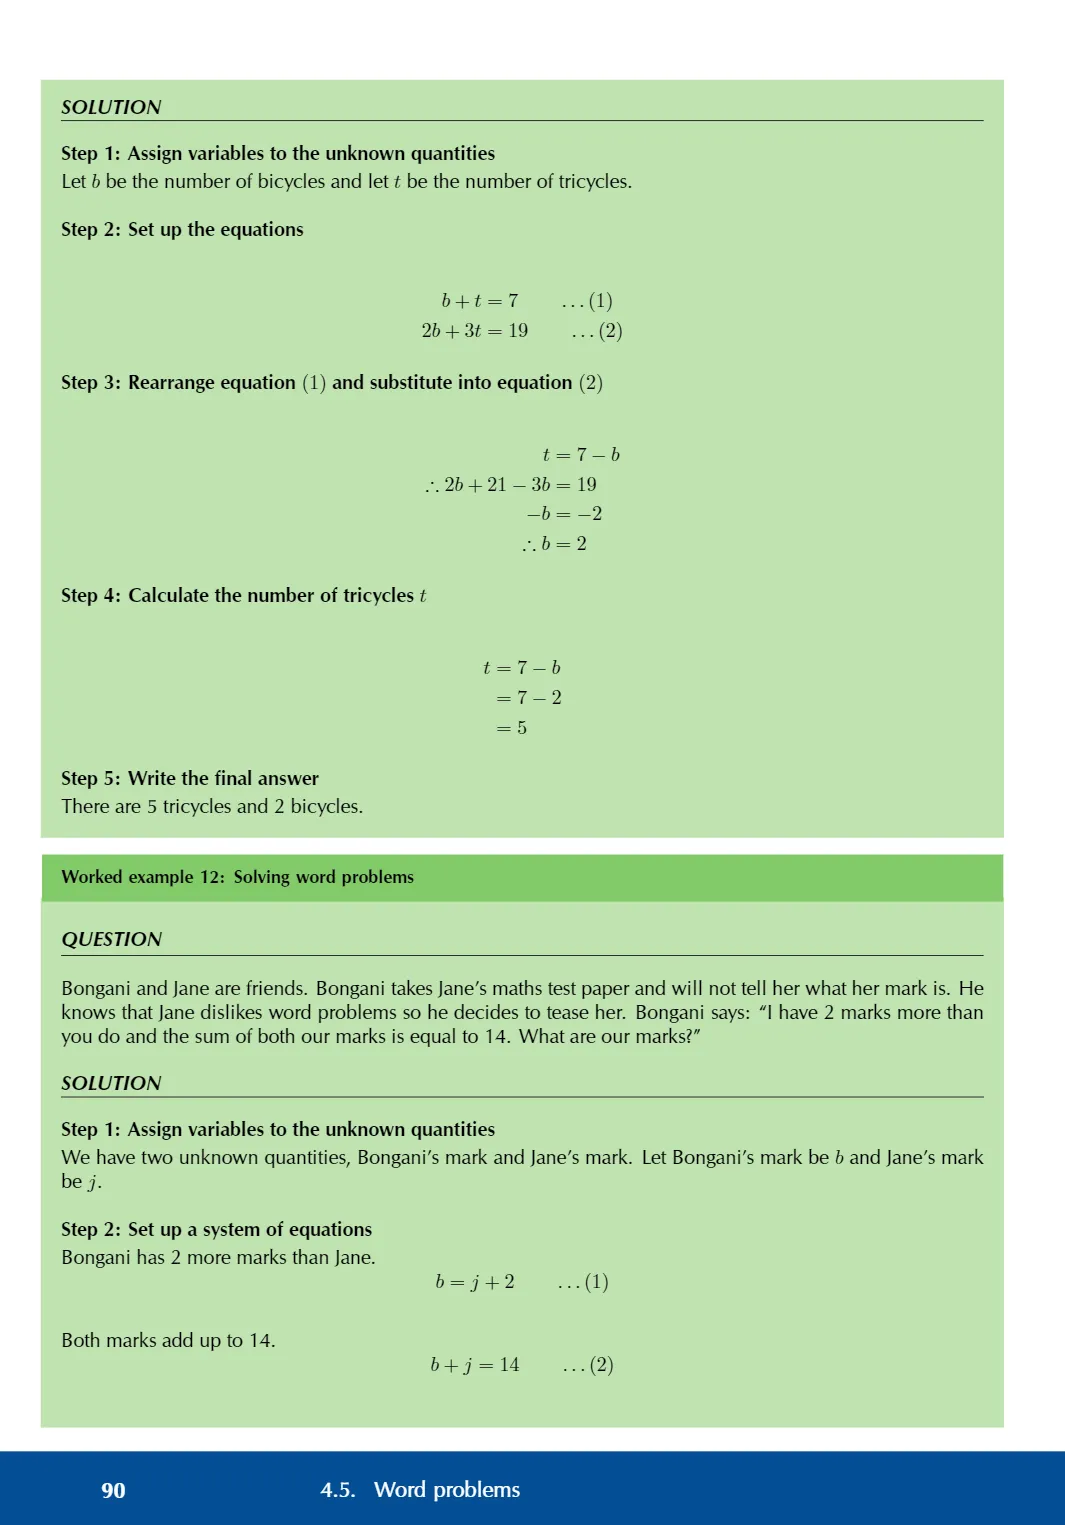 SOLUTION
Step 1: Assign variables to the unknown quantities
Let b be the number of bicycles and let t be the number of tricycles.
Step 2: Set up the equations
b + t = 7 ...(1)
2b + 3t = 19 ...(2)
Step 3: Rearrange equation (1) and substitute into equation (2)
t = 7 − b
∴ 2b + 21 − 3b = 19
−b = −2
∴ b = 2
Step 4: Calculate the number of tricycles t
t = 7 − b
= 7 − 2
= 5
Step 5: Write the final answer
There are 5 tricycles and 2 bicycles.
Worked example 12: Solving word problems
QUESTION
Bongani and Jane are friends. Bongani takes Jane’s maths test paper and will not tell her what her mark is. He
knows that Jane dislikes word problems so he decides to tease her. Bongani says: “I have 2 marks more than
you do and the sum of both our marks is equal to 14. What are our marks?”
SOLUTION
Step 1: Assign variables to the unknown quantities
We have two unknown quantities, Bongani’s mark and Jane’s mark. Let Bongani’s mark be b and Jane’s mark
be j.
Step 2: Set up a system of equations
Bongani has 2 more marks than Jane.
b = j + 2 ...(1)
Both marks add up to 14.
b + j = 14 ...(2)
90 4.5. Word problems